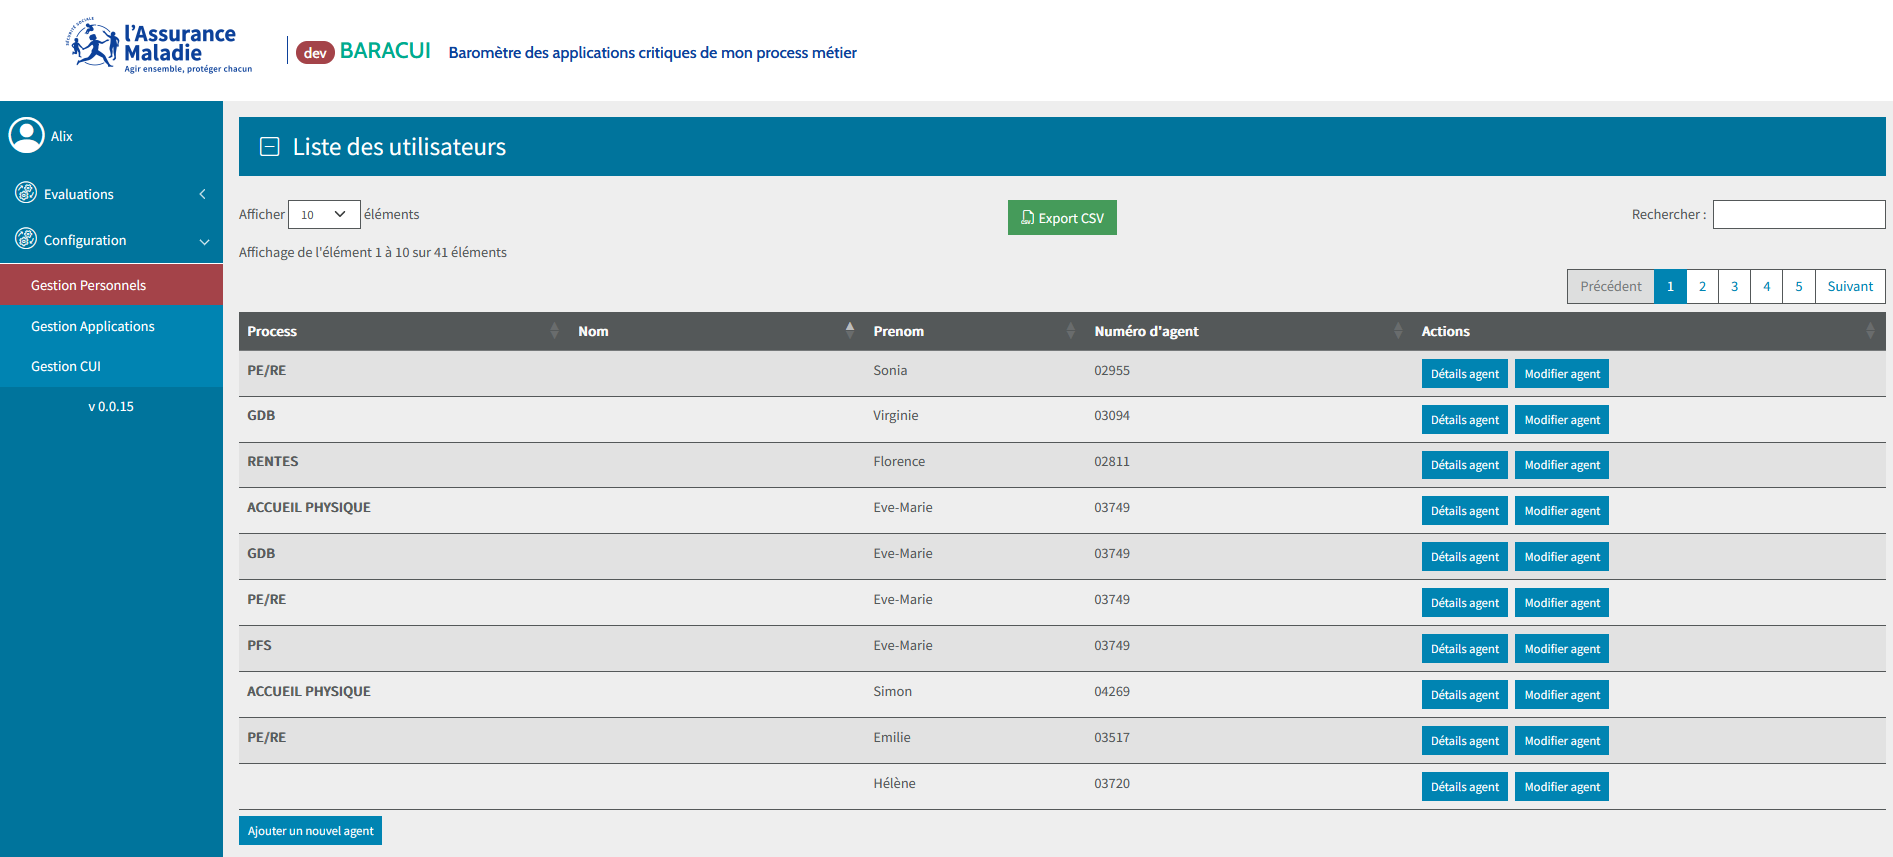 SÉCURITÉ SOCIALE
l'Assurance
Maladie
Agir ensemble, protéger chacun
dev BARACUI Baromètre des applications critiques de mon process métier
Alix
Evaluations
Configuration
Gestion Personnels
Gestion Applications
Gestion CUI
v 0.0.15
Liste des utilisateurs
Afficher 10 éléments
Export CSV
Rechercher :
Affichage de l'élément 1 à 10 sur 41 éléments
Précédent 1 2 3 4 5 Suivant
Process Nom Prenom Numéro d'agent Actions
PE/RE Sonia 02955 Détails agent Modifier agent
GDB Virginie 03094 Détails agent Modifier agent
RENTES Florence 02811 Détails agent Modifier agent
ACCUEIL PHYSIQUE Eve-Marie 03749 Détails agent Modifier agent
GDB Eve-Marie 03749 Détails agent Modifier agent
PE/RE Eve-Marie 03749 Détails agent Modifier agent
PFS Eve-Marie 03749 Détails agent Modifier agent
ACCUEIL PHYSIQUE Simon 04269 Détails agent Modifier agent
PE/RE Emilie 03517 Détails agent Modifier agent
Hélène 03720 Détails agent Modifier agent
Ajouter un nouvel agent